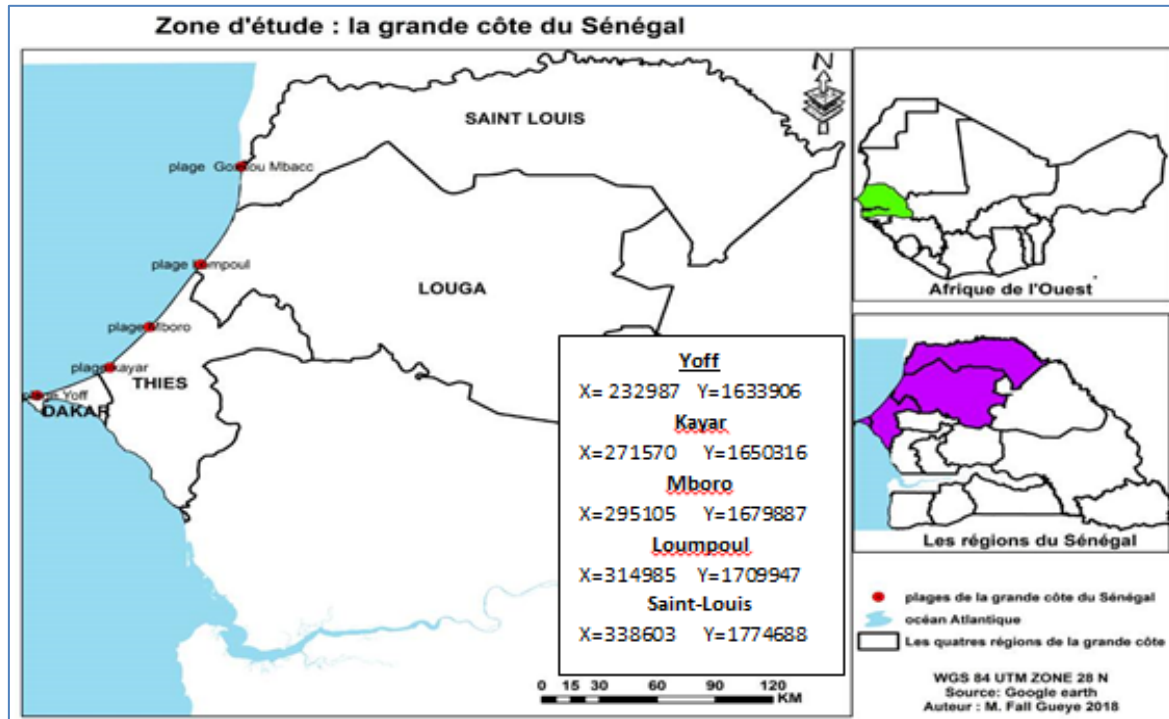 Zone d'étude : la grande côte du Sénégal
N
SAINT LOUIS
plage
plage
LOUGA
plage Mboro
plage kayar
THIES
plage Yoff
DAKAR
Yoff
X= 232987 Y=1633906
Kayar
X=271570 Y=1650316
Mboro
X=295105 Y=1679887
Loumpoul
X=314985 Y=1709947
Saint-Louis
X=338603 Y=1774688
0 15 30 60 90 120
KM
Afrique de l'Ouest
Les régions du Sénégal
plages de la grande côte du Sénégal
océan Atlantique
Les quatres régions de la grande côte
WGS 84 UTM ZONE 28 N
Source: Google earth
Auteur : M. Fall Gueye 2018